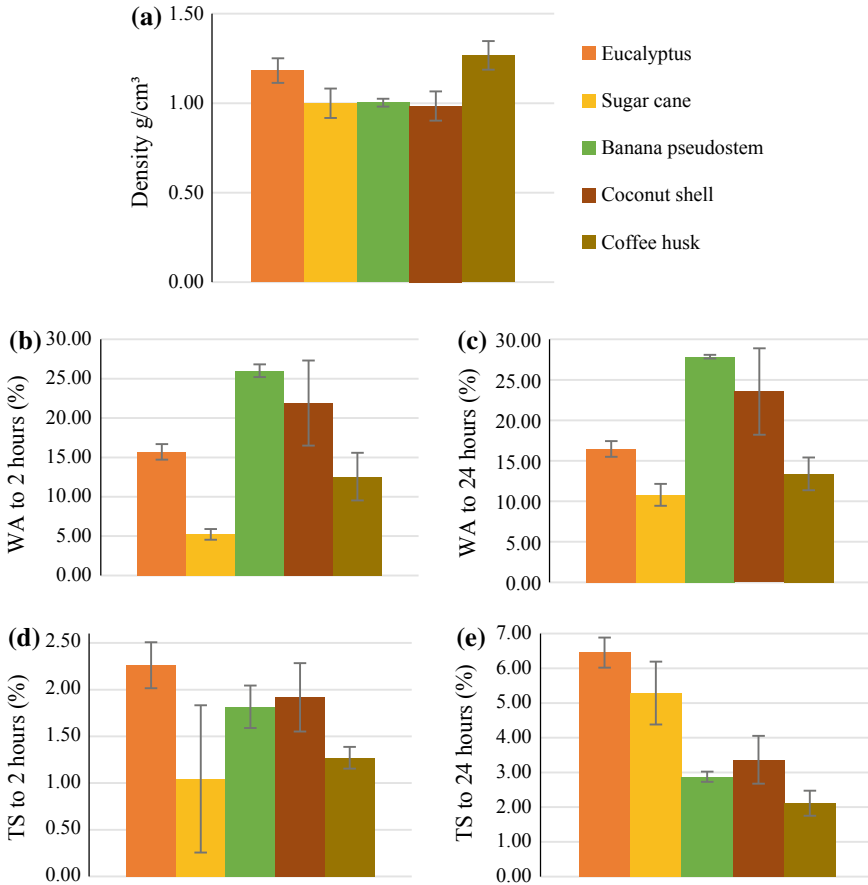 (a)
Density g/cm³
1.50
1.00
0.50
0.00
Eucalyptus
Sugar cane
Banana pseudostem
Coconut shell
Coffee husk
(b)
WA to 2 hours (%)
30.00
25.00
20.00
15.00
10.00
5.00
0.00
(c)
WA to 24 hours (%)
30.00
25.00
20.00
15.00
10.00
5.00
0.00
(d)
TS to 2 hours (%)
2.50
2.00
1.50
1.00
0.50
0.00
(e)
TS to 24 hours (%)
7.00
6.00
5.00
4.00
3.00
2.00
1.00
0.00